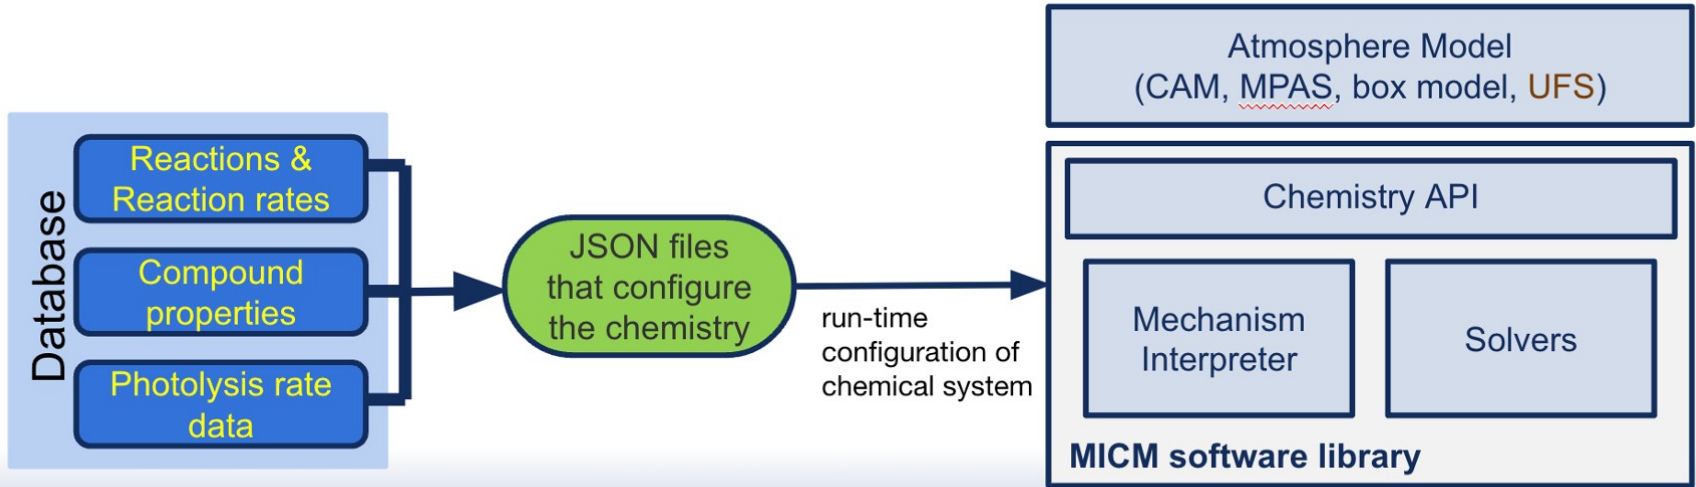 Database
Reactions &
Reaction rates
Compound
properties
Photolysis rate
data
JSON files
that configure
the chemistry
run-time
configuration of
chemical system
Atmosphere Model
(CAM, MPAS, box model, UFS)
Chemistry API
Mechanism
Interpreter
Solvers
MICM software library